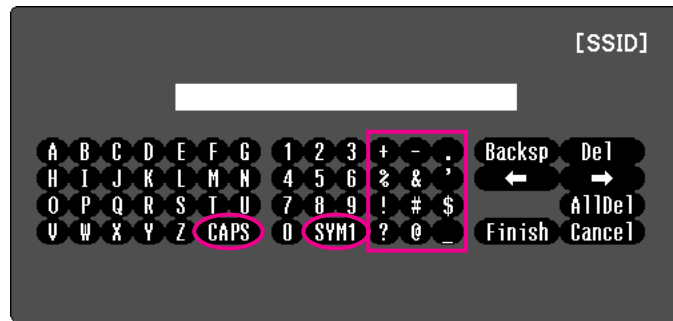 [SSID]
A B C D E F G 1 2 3 + - . Backsp Del
H I J K L M N 4 5 6 % & ’ ← →
O P Q R S T U 7 8 9 ! # $ AllDel
V W X Y Z CAPS 0 SYM1 ? @ _ Finish Cancel